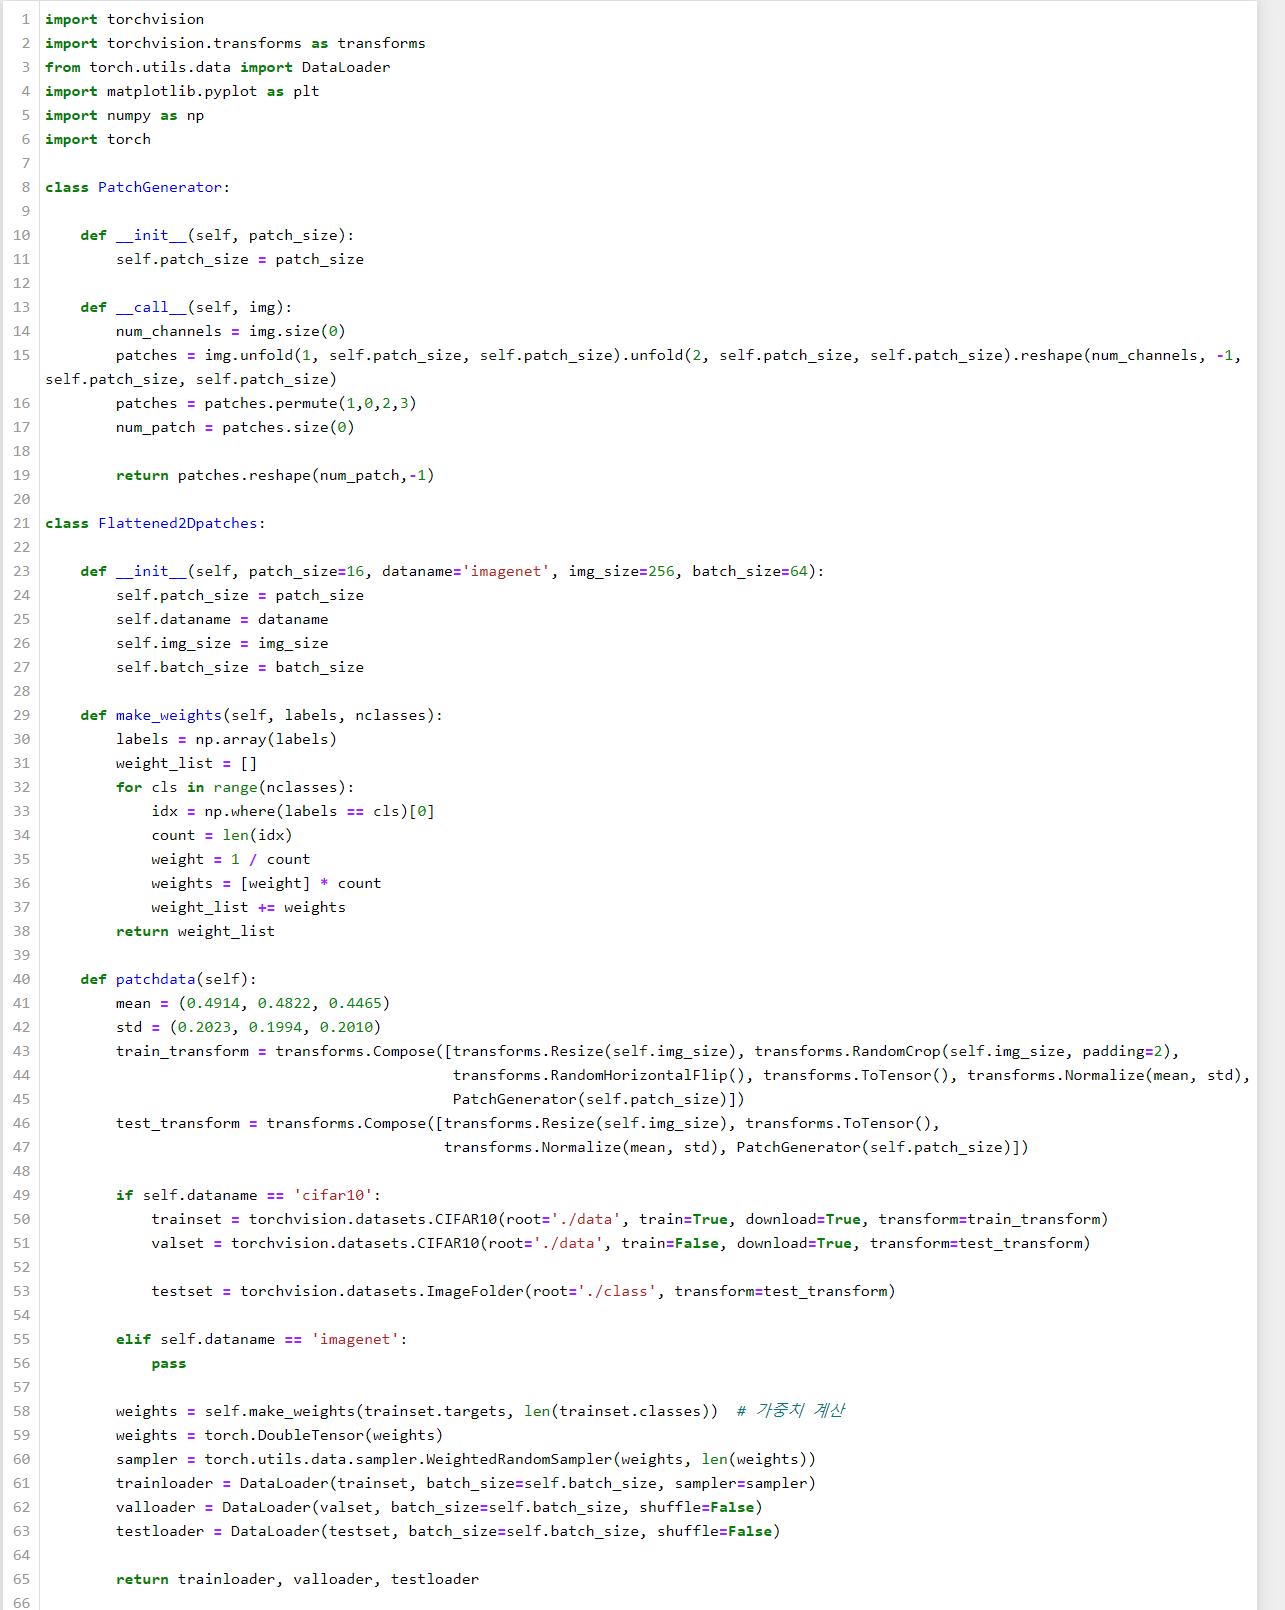 1 import torchvision
2 import torchvision.transforms as transforms
3 from torch.utils.data import DataLoader
4 import matplotlib.pyplot as plt
5 import numpy as np
6 import torch
7
8 class PatchGenerator:
9
10     def __init__(self, patch_size):
11         self.patch_size = patch_size
12
13     def __call__(self, img):
14         num_channels = img.size(0)
15         patches = img.unfold(1, self.patch_size, self.patch_size).unfold(2, self.patch_size, self.patch_size).reshape(num_channels, -1,
self.patch_size, self.patch_size)
16         patches = patches.permute(1,0,2,3)
17         num_patch = patches.size(0)
18
19         return patches.reshape(num_patch,-1)
20
21 class Flattened2Dpatches:
22
23     def __init__(self, patch_size=16, dataname='imagenet', img_size=256, batch_size=64):
24         self.patch_size = patch_size
25         self.dataname = dataname
26         self.img_size = img_size
27         self.batch_size = batch_size
28
29     def make_weights(self, labels, nclasses):
30         labels = np.array(labels)
31         weight_list = []
32         for cls in range(nclasses):
33             idx = np.where(labels == cls)[0]
34             count = len(idx)
35             weight = 1 / count
36             weights = [weight] * count
37             weight_list += weights
38         return weight_list
39
40     def patchdata(self):
41         mean = (0.4914, 0.4822, 0.4465)
42         std = (0.2023, 0.1994, 0.2010)
43         train_transform = transforms.Compose([transforms.Resize(self.img_size), transforms.RandomCrop(self.img_size, padding=2),
44                                               transforms.RandomHorizontalFlip(), transforms.ToTensor(), transforms.Normalize(mean, std),
45                                               PatchGenerator(self.patch_size)])
46         test_transform = transforms.Compose([transforms.Resize(self.img_size), transforms.ToTensor(),
47                                              transforms.Normalize(mean, std), PatchGenerator(self.patch_size)])
48
49         if self.dataname == 'cifar10':
50             trainset = torchvision.datasets.CIFAR10(root='./data', train=True, download=True, transform=train_transform)
51             valset = torchvision.datasets.CIFAR10(root='./data', train=False, download=True, transform=test_transform)
52
53             testset = torchvision.datasets.ImageFolder(root='./class', transform=test_transform)
54
55         elif self.dataname == 'imagenet':
56             pass
57
58         weights = self.make_weights(trainset.targets, len(trainset.classes))  # 가중치 계산
59         weights = torch.DoubleTensor(weights)
60         sampler = torch.utils.data.sampler.WeightedRandomSampler(weights, len(weights))
61         trainloader = DataLoader(trainset, batch_size=self.batch_size, sampler=sampler)
62         valloader = DataLoader(valset, batch_size=self.batch_size, shuffle=False)
63         testloader = DataLoader(testset, batch_size=self.batch_size, shuffle=False)
64
65         return trainloader, valloader, testloader
66